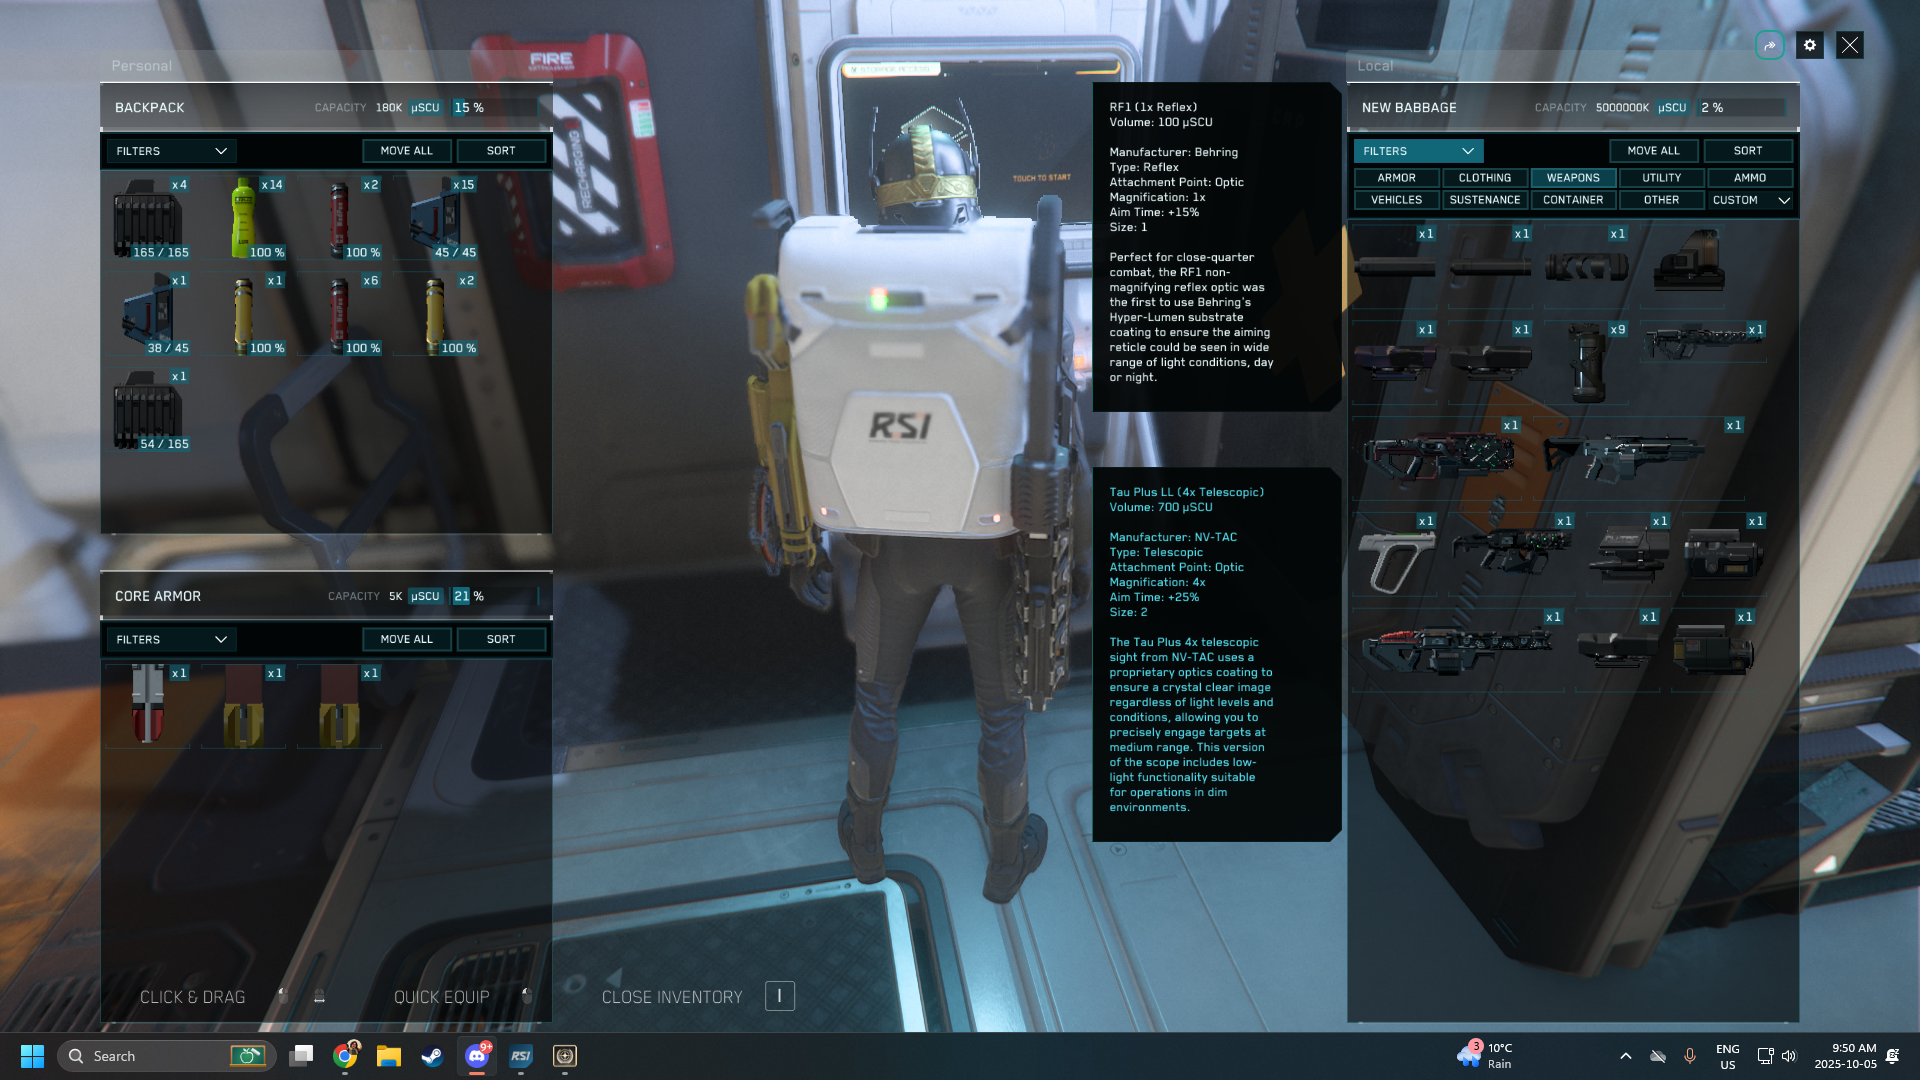 Personal
BACKPACK
CAPACITY 180K µSCU 15 %
FILTERS
MOVE ALL
SORT
x4
165 / 165
x14
100 %
x2
100 %
x15
45 / 45
x1
38 / 45
x1
100 %
x6
100 %
x2
100 %
x1
54 / 165
CORE ARMOR
CAPACITY 5K µSCU 21 %
FILTERS
MOVE ALL
SORT
x1
x1
x1
CLICK & DRAG
QUICK EQUIP
CLOSE INVENTORY
I
FIRE
EXTINGUISHER
RECHARGING
STORAGE ACCESS
TOUCH TO START
RSI
RF1 (1x Reflex)
Volume: 100 µSCU
Manufacturer: Behring
Type: Reflex
Attachment Point: Optic
Magnification: 1x
Aim Time: +15%
Size: 1
Perfect for close-quarter
combat, the RF1 non-
magnifying reflex optic was
the first to use Behring's
Hyper-Lumen substrate
coating to ensure the aiming
reticle could be seen in wide
range of light conditions, day
or night.
Tau Plus LL (4x Telescopic)
Volume: 700 µSCU
Manufacturer: NV-TAC
Type: Telescopic
Attachment Point: Optic
Magnification: 4x
Aim Time: +25%
Size: 2
The Tau Plus 4x telescopic
sight from NV-TAC uses a
proprietary optics coating to
ensure a crystal clear image
regardless of light levels and
conditions, allowing you to
precisely engage targets at
medium range. This version
of the scope includes low-
light functionality suitable
for operations in dim
environments.
Local
NEW BABBAGE
CAPACITY 5000000K µSCU 2 %
FILTERS
MOVE ALL
SORT
ARMOR
CLOTHING
WEAPONS
UTILITY
AMMO
VEHICLES
SUSTENANCE
CONTAINER
OTHER
CUSTOM
x1
x1
x1
x1
x1
x9
x1
x1
x1
x1
x1
x1
x1
x1
x1
x1
Search
9+
RSI
3
10°C
Rain
ENG
US
9:50 AM
2025-10-05